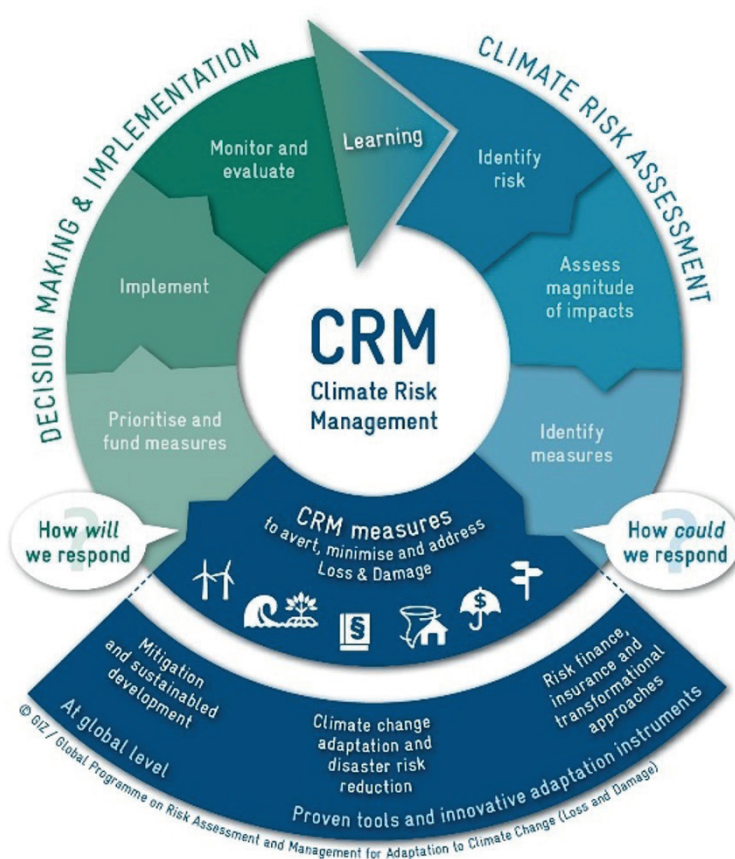 DECISION MAKING & IMPLEMENTATION
CLIMATE RISK ASSESSMENT
Learning
Identify
risk
Assess
magnitude
of impacts
Identify
measures
How could
we respond
CRM measures
to avert, minimise and address
Loss & Damage
§
$
How will
we respond
Prioritise and
fund measures
Implement
Monitor and
evaluate
CRM
Climate Risk
Management
Mitigation
and sustainabled
development
Climate change
adaptation and
disaster risk
reduction
Risk finance,
insurance and
transformational
approaches
At global level
Proven tools and innovative adaptation instruments
© GIZ / Global Programme on Risk Assessment and Management for Adaptation to Climate Change (Loss and Damage)